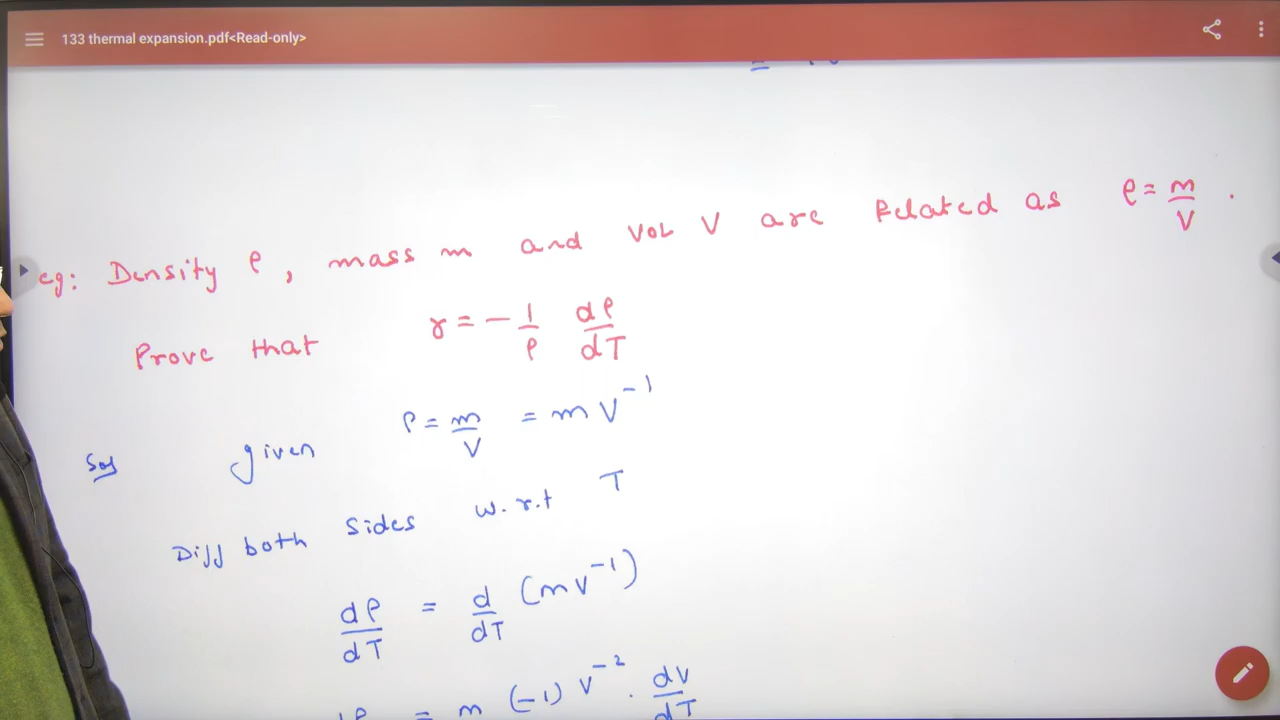 133 thermal expansion.pdf<Read-only>
eg: Density ρ, mass m and Vol V are Related as ρ = m/V .
Prove that γ = - 1/ρ dρ/dT
Sol given ρ = m/V = m V⁻¹
Diff both sides w.r.t T
dρ/dT = d/dT (mV⁻¹)
= m (-1) V⁻² . dV/dT